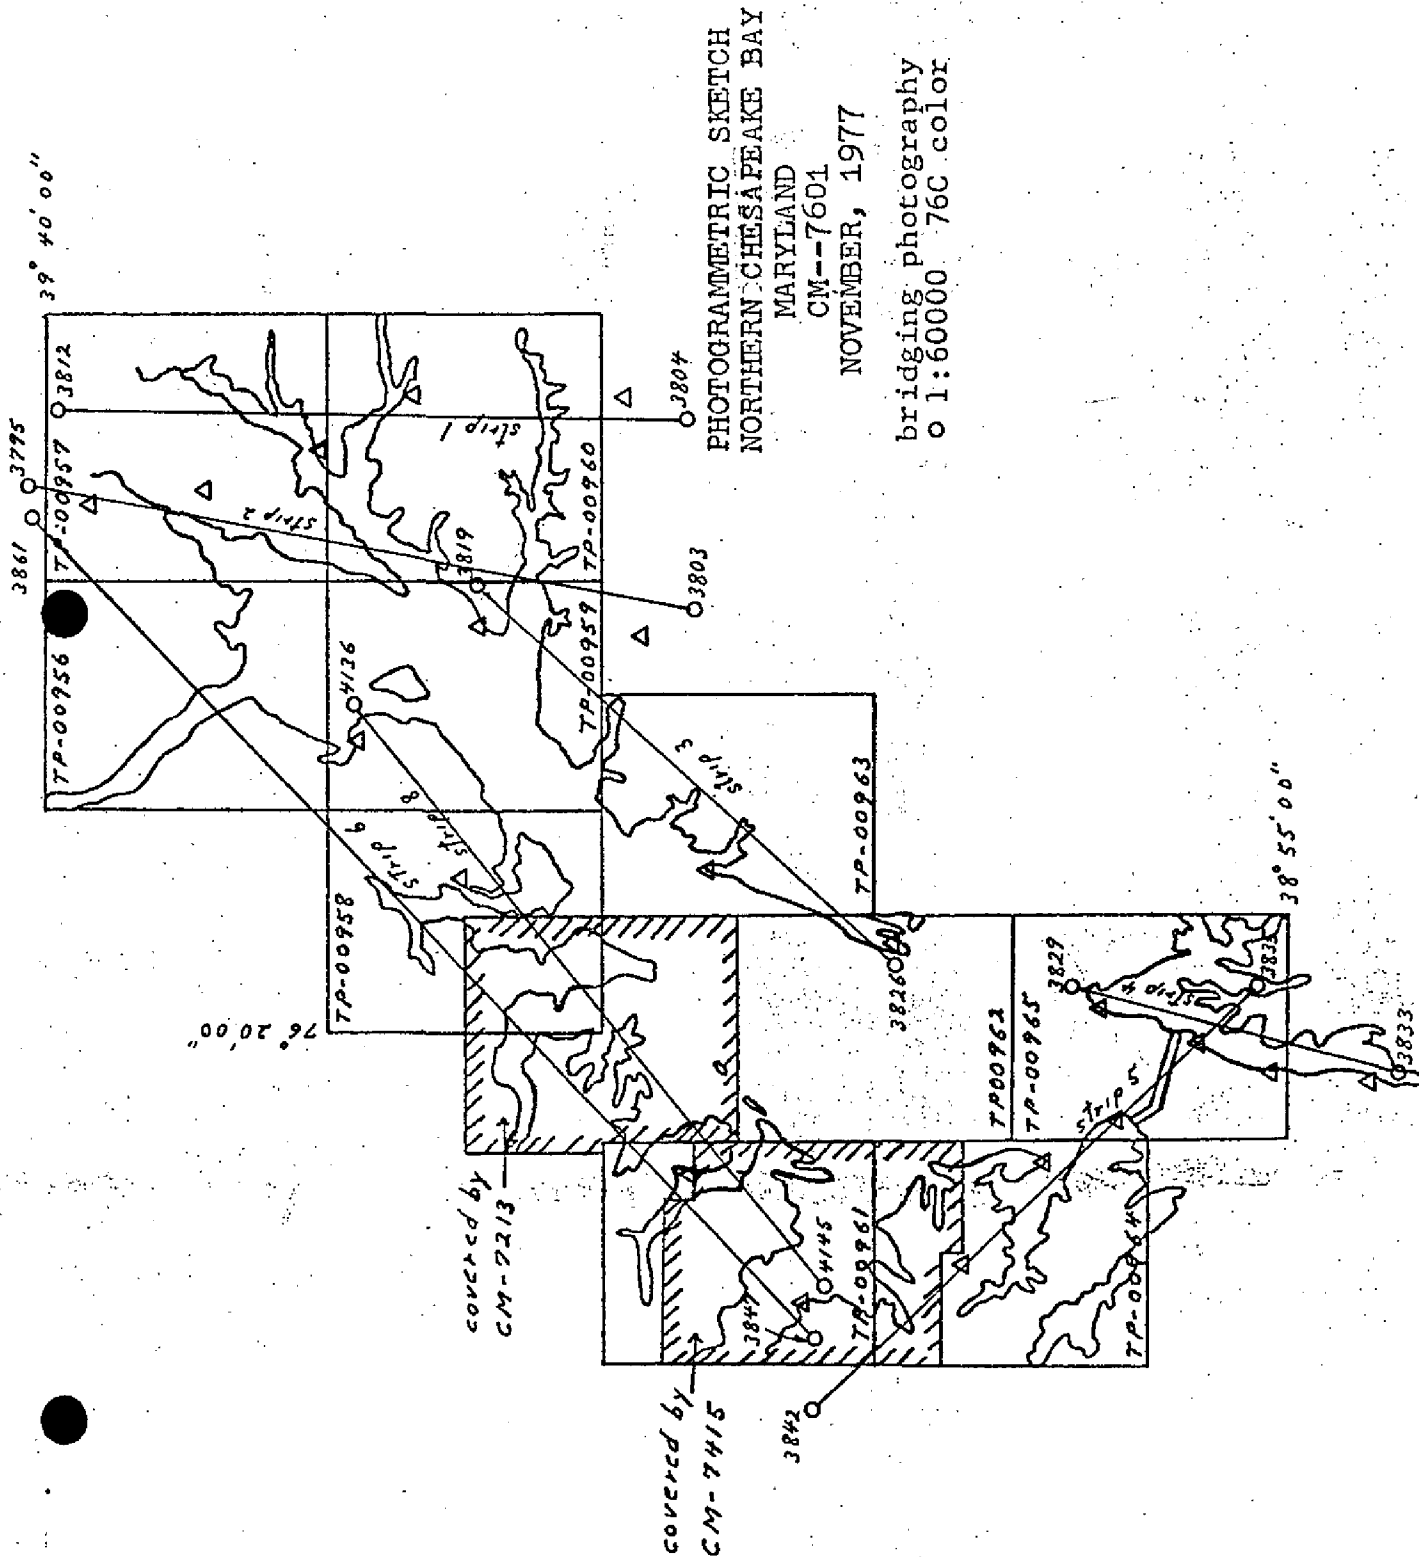 PHOTOGRAMMETRIC SKETCH
NORTHERN CHESAPEAKE BAY
MARYLAND
CM--7601
NOVEMBER, 1977
bridging photography
o 1:60000 76C color
39° 40' 00"
3861
3795
3812
TP-00956
TP-00957
strip 2
strip 1
4136
3819
TP-00959
TP-00960
3803
3804
76° 20' 00"
TP-00958
strip 6
strip 8
strip 3
TP-00963
covered by
CM-7213
3826
covered by
CM-7415
3847
4145
TP-00961
TP00962
TP-00965
3829
strip 4
strip 5
3842
TP-00964
3833
38° 55' 00"